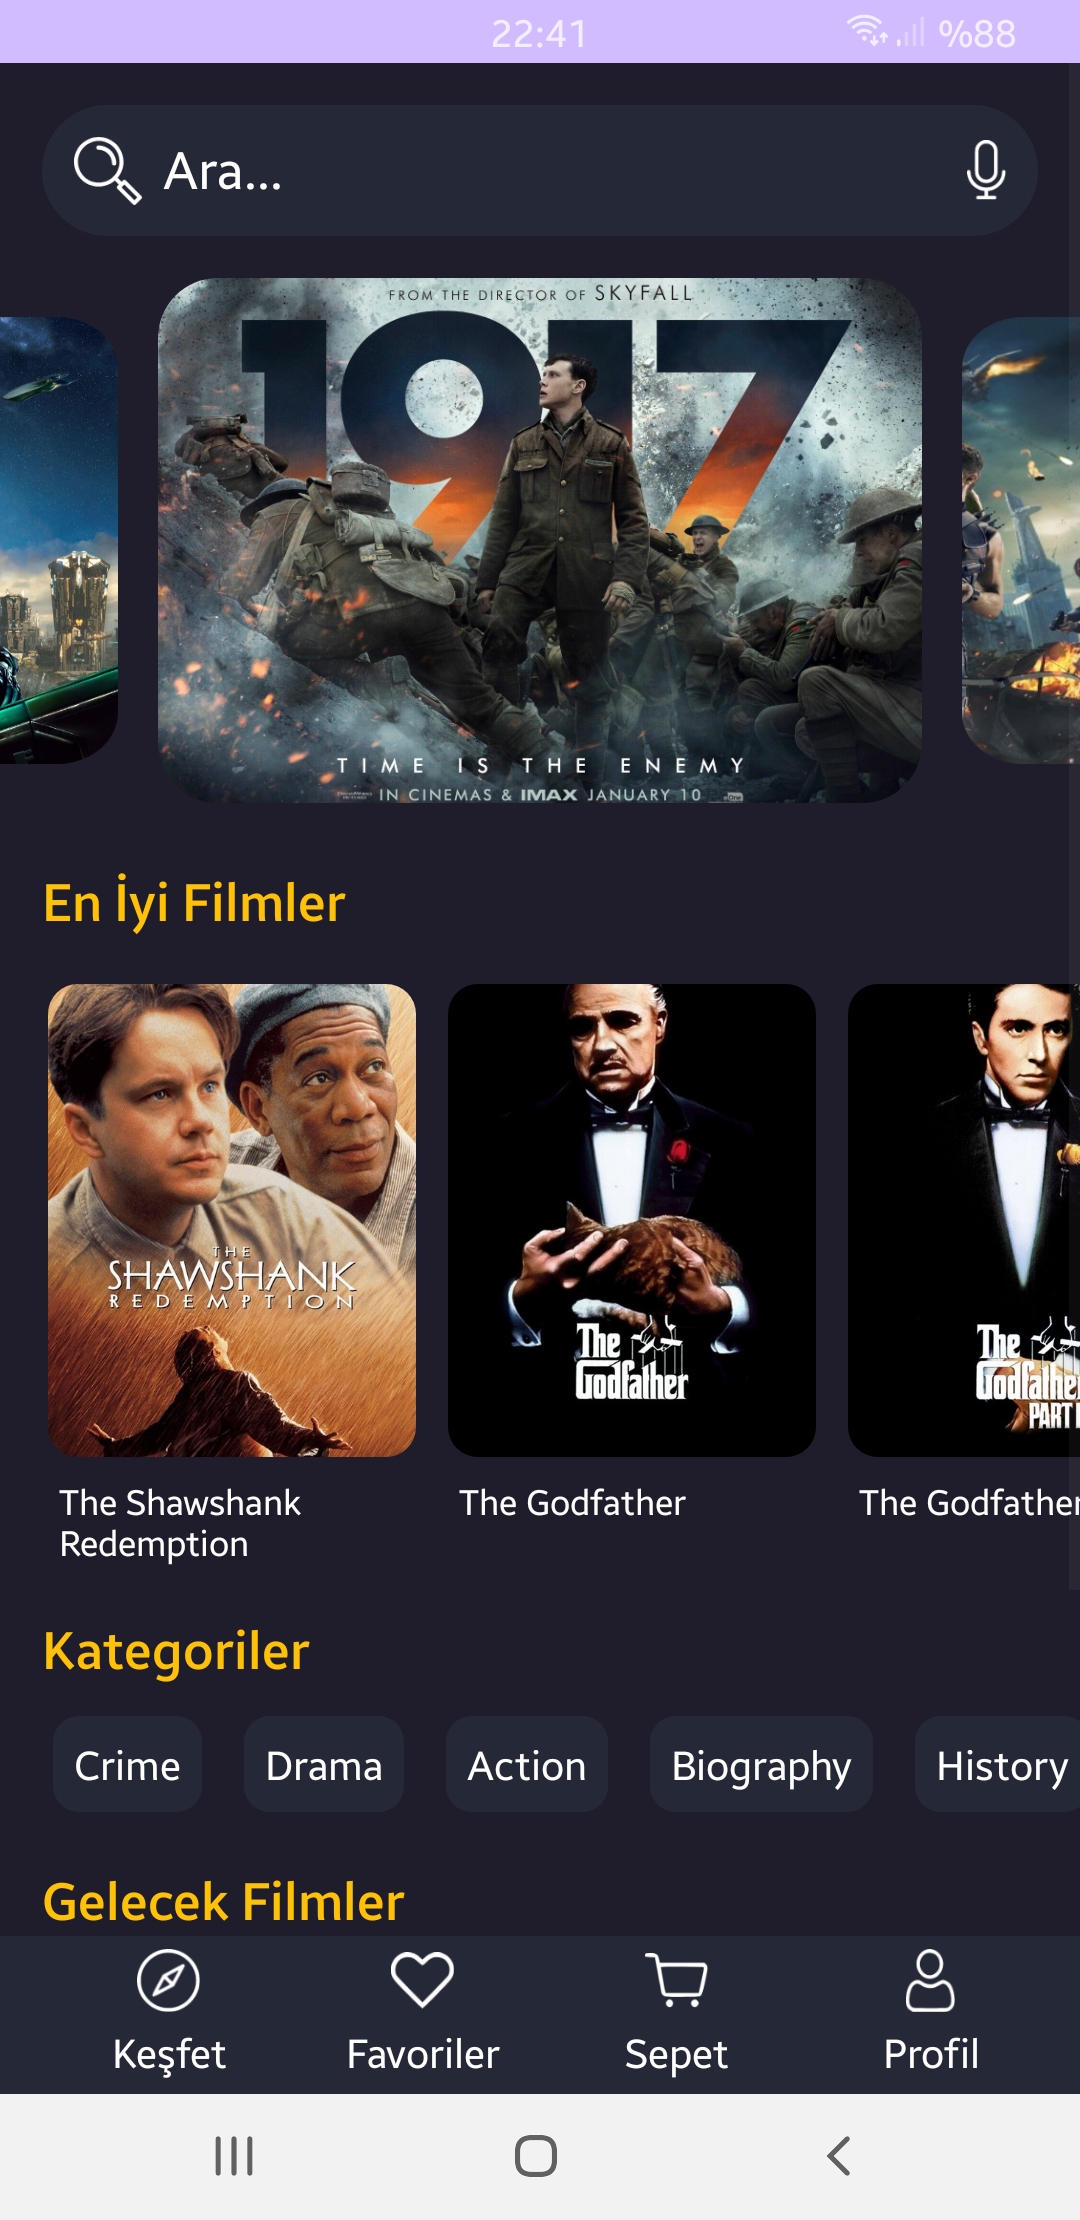 22:41 %88
Ara...
FROM THE DIRECTOR OF SKYFALL
1917
TIME IS THE ENEMY
IN CINEMAS & IMAX JANUARY 10
En İyi Filmler
THE
SHAWSHANK
REDEMPTION
The
Godfather
The
Godfathe
PART
The Shawshank
Redemption
The Godfather
The Godfather
Kategoriler
Crime
Drama
Action
Biography
History
Gelecek Filmler
Keşfet
Favoriler
Sepet
Profil